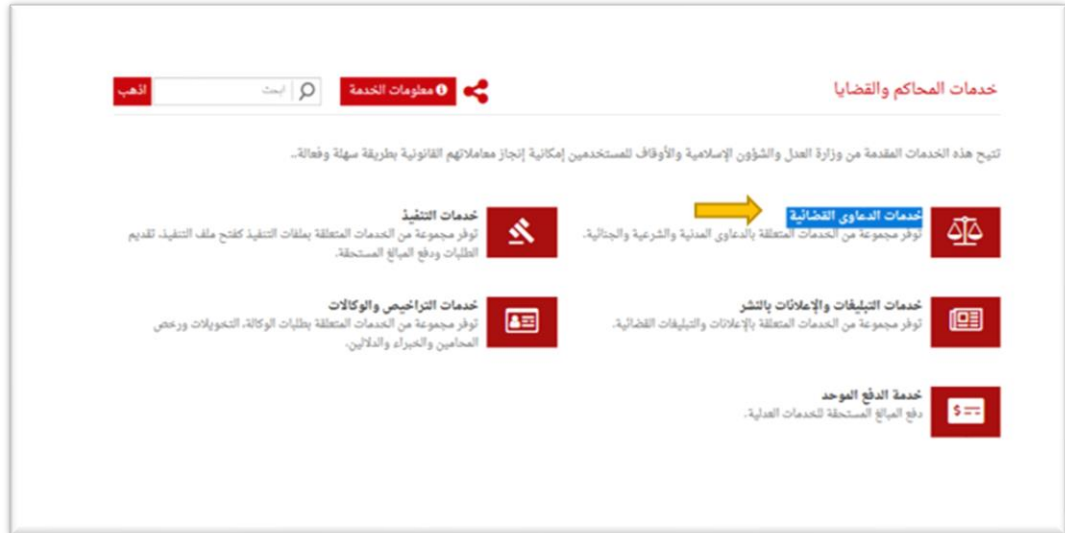 خدمات المحاكم والقضايا
معلومات الخدمة
ابحث
اذهب
تتيح هذه الخدمات المقدمة من وزارة العدل والشؤون الإسلامية والأوقاف للمستخدمين إمكانية إنجاز معاملاتهم القانونية بطريقة سهلة وفعالة..
خدمات الدعاوى القضائية
توفر مجموعة من الخدمات المتعلقة بالدعاوى المدنية والشرعية والجنائية.
خدمات التنفيذ
توفر مجموعة من الخدمات المتعلقة بملفات التنفيذ كفتح ملف التنفيذ، تقديم
الطلبات ودفع المبالغ المستحقة.
خدمات التبليغات والإعلانات بالنشر
توفر مجموعة من الخدمات المتعلقة بالإعلانات والتبليغات القضائية.
خدمات التراخيص والوكالات
توفر مجموعة من الخدمات المتعلقة بطلبات الوكالة، التخويلات ورخص
المحامين والخبراء والدلالين.
خدمة الدفع الموحد
دفع المبالغ المستحقة للخدمات العدلية.